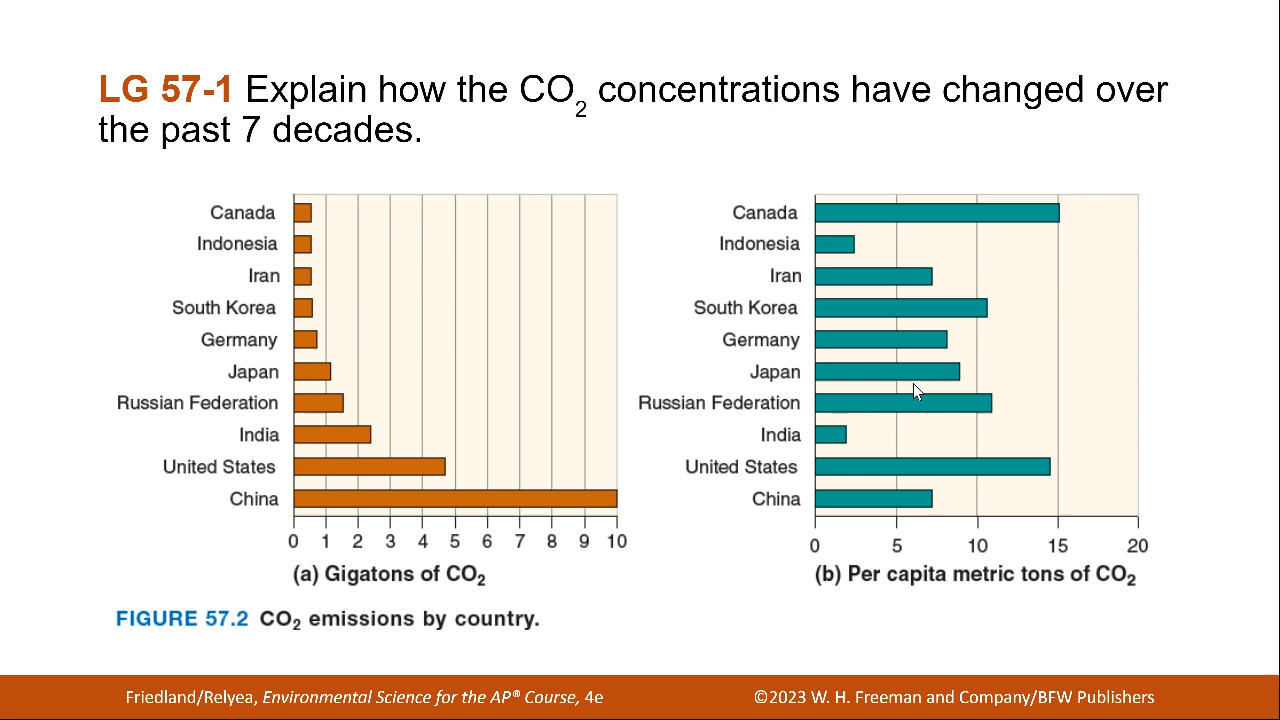 LG 57-1 Explain how the CO₂ concentrations have changed over
the past 7 decades.
Canada
Indonesia
Iran
South Korea
Germany
Japan
Russian Federation
India
United States
China
0 1 2 3 4 5 6 7 8 9 10
(a) Gigatons of CO₂
Canada
Indonesia
Iran
South Korea
Germany
Japan
Russian Federation
India
United States
China
0 5 10 15 20
(b) Per capita metric tons of CO₂
FIGURE 57.2 CO₂ emissions by country.
Friedland/Relyea, Environmental Science for the AP® Course, 4e
©2023 W. H. Freeman and Company/BFW Publishers